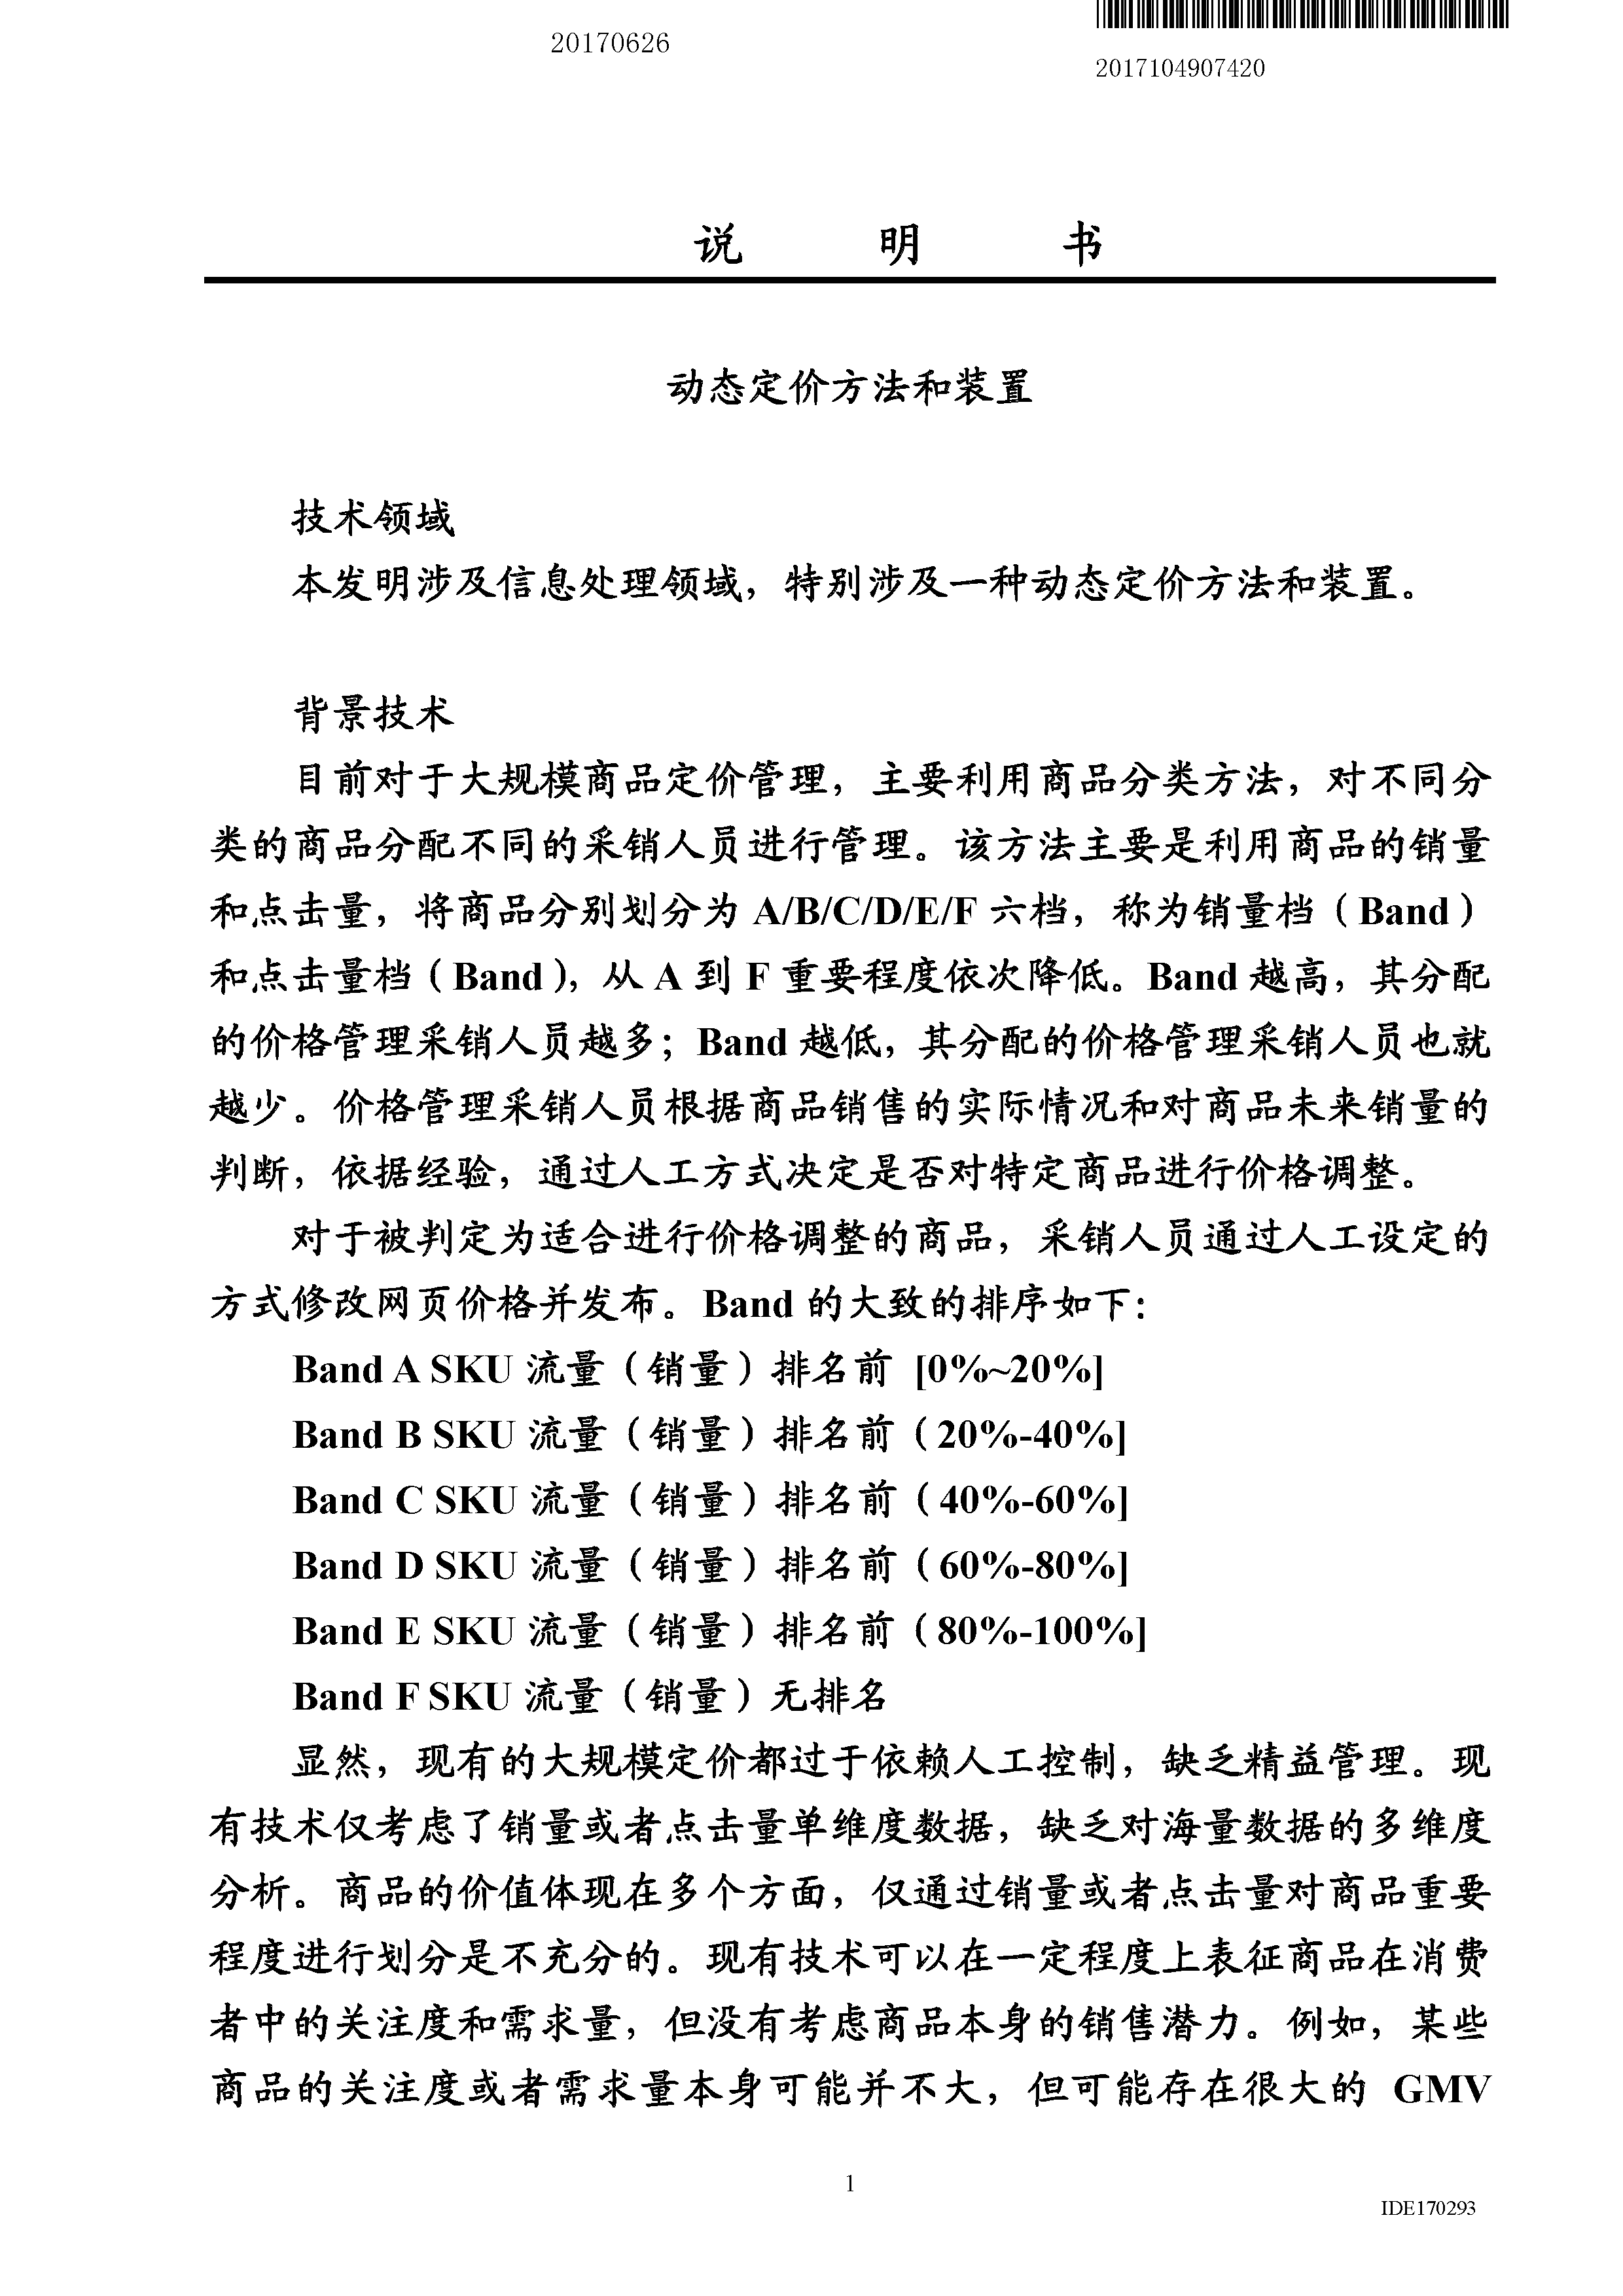 20170626
2017104907420
说 明 书
动态定价方法和装置
技术领域
本发明涉及信息处理领域，特别涉及一种动态定价方法和装置。
背景技术
目前对于大规模商品定价管理，主要利用商品分类方法，对不同分
类的商品分配不同的采销人员进行管理。该方法主要是利用商品的销量
和点击量，将商品分别划分为 A/B/C/D/E/F 六档，称为销量档（Band）
和点击量档（Band），从 A 到 F 重要程度依次降低。Band 越高，其分配
的价格管理采销人员越多；Band 越低，其分配的价格管理采销人员也就
越少。价格管理采销人员根据商品销售的实际情况和对商品未来销量的
判断，依据经验，通过人工方式决定是否对特定商品进行价格调整。
对于被判定为适合进行价格调整的商品，采销人员通过人工设定的
方式修改网页价格并发布。Band 的大致的排序如下：
Band A SKU 流量（销量）排名前 [0%~20%]
Band B SKU 流量（销量）排名前（20%-40%]
Band C SKU 流量（销量）排名前（40%-60%]
Band D SKU 流量（销量）排名前（60%-80%]
Band E SKU 流量（销量）排名前（80%-100%]
Band F SKU 流量（销量）无排名
显然，现有的大规模定价都过于依赖人工控制，缺乏精益管理。现
有技术仅考虑了销量或者点击量单维度数据，缺乏对海量数据的多维度
分析。商品的价值体现在多个方面，仅通过销量或者点击量对商品重要
程度进行划分是不充分的。现有技术可以在一定程度上表征商品在消费
者中的关注度和需求量，但没有考虑商品本身的销售潜力。例如，某些
商品的关注度或者需求量本身可能并不大，但可能存在很大的 GMV
1
IDE170293